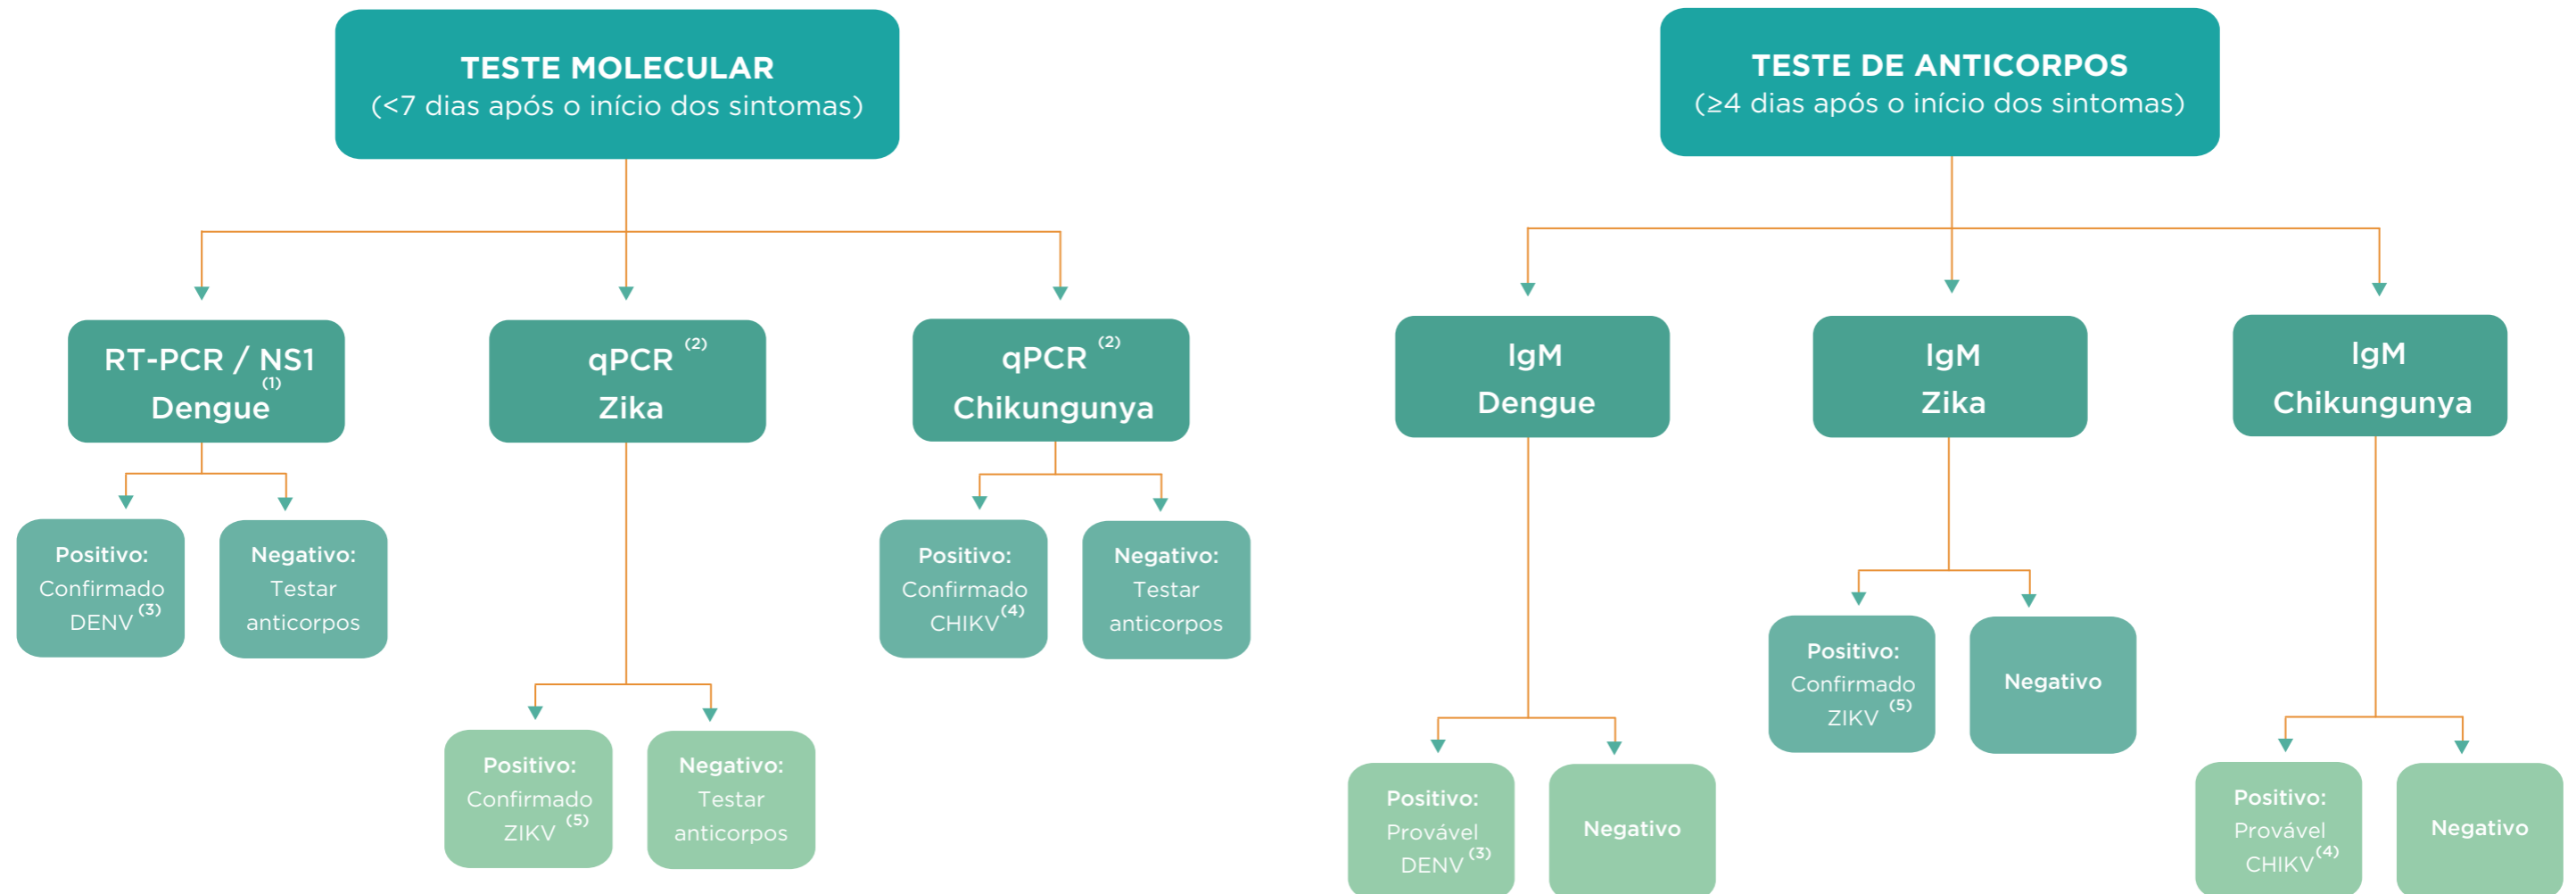 TESTE MOLECULAR
(<7 dias após o início dos sintomas)
RT-PCR / NS1
(1)
Dengue
Positivo:
Confirmado
DENV (3)
Negativo:
Testar
anticorpos
qPCR (2)
Zika
Positivo:
Confirmado
ZIKV (5)
Negativo:
Testar
anticorpos
qPCR (2)
Chikungunya
Positivo:
Confirmado
CHIKV (4)
Negativo:
Testar
anticorpos
TESTE DE ANTICORPOS
(≥4 dias após o início dos sintomas)
IgM
Dengue
Positivo:
Provável
DENV (3)
Negativo
IgM
Zika
Positivo:
Confirmado
ZIKV (5)
Negativo
IgM
Chikungunya
Positivo:
Provável
CHIKV (4)
Negativo